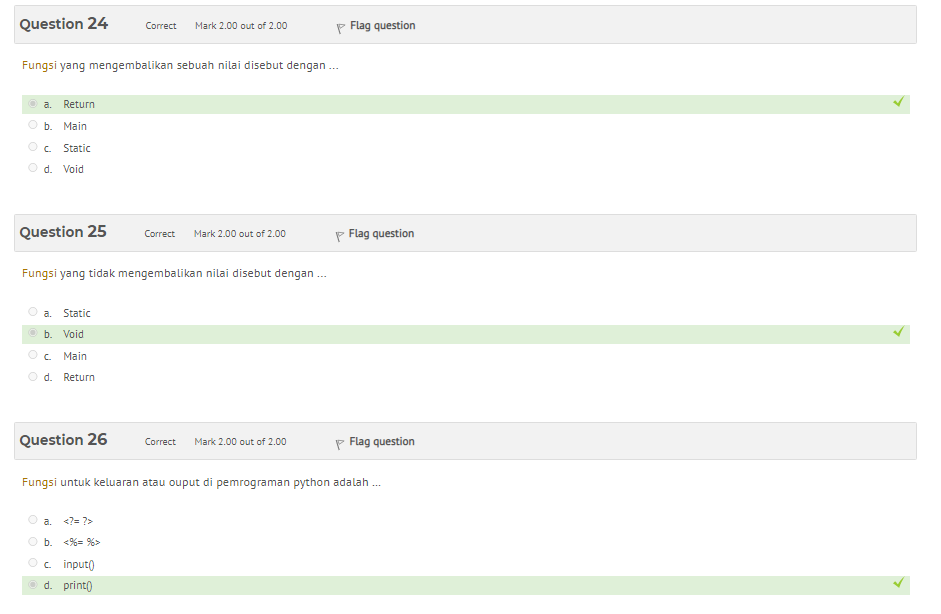 Question 24 Correct Mark 2.00 out of 2.00 Flag question
Fungsi yang mengembalikan sebuah nilai disebut dengan ...
a. Return
b. Main
c. Static
d. Void
Question 25 Correct Mark 2.00 out of 2.00 Flag question
Fungsi yang tidak mengembalikan nilai disebut dengan ...
a. Static
b. Void
c. Main
d. Return
Question 26 Correct Mark 2.00 out of 2.00 Flag question
Fungsi untuk keluaran atau ouput di pemrograman python adalah ...
a. <?= ?>
b. <%= %>
c. input()
d. print()